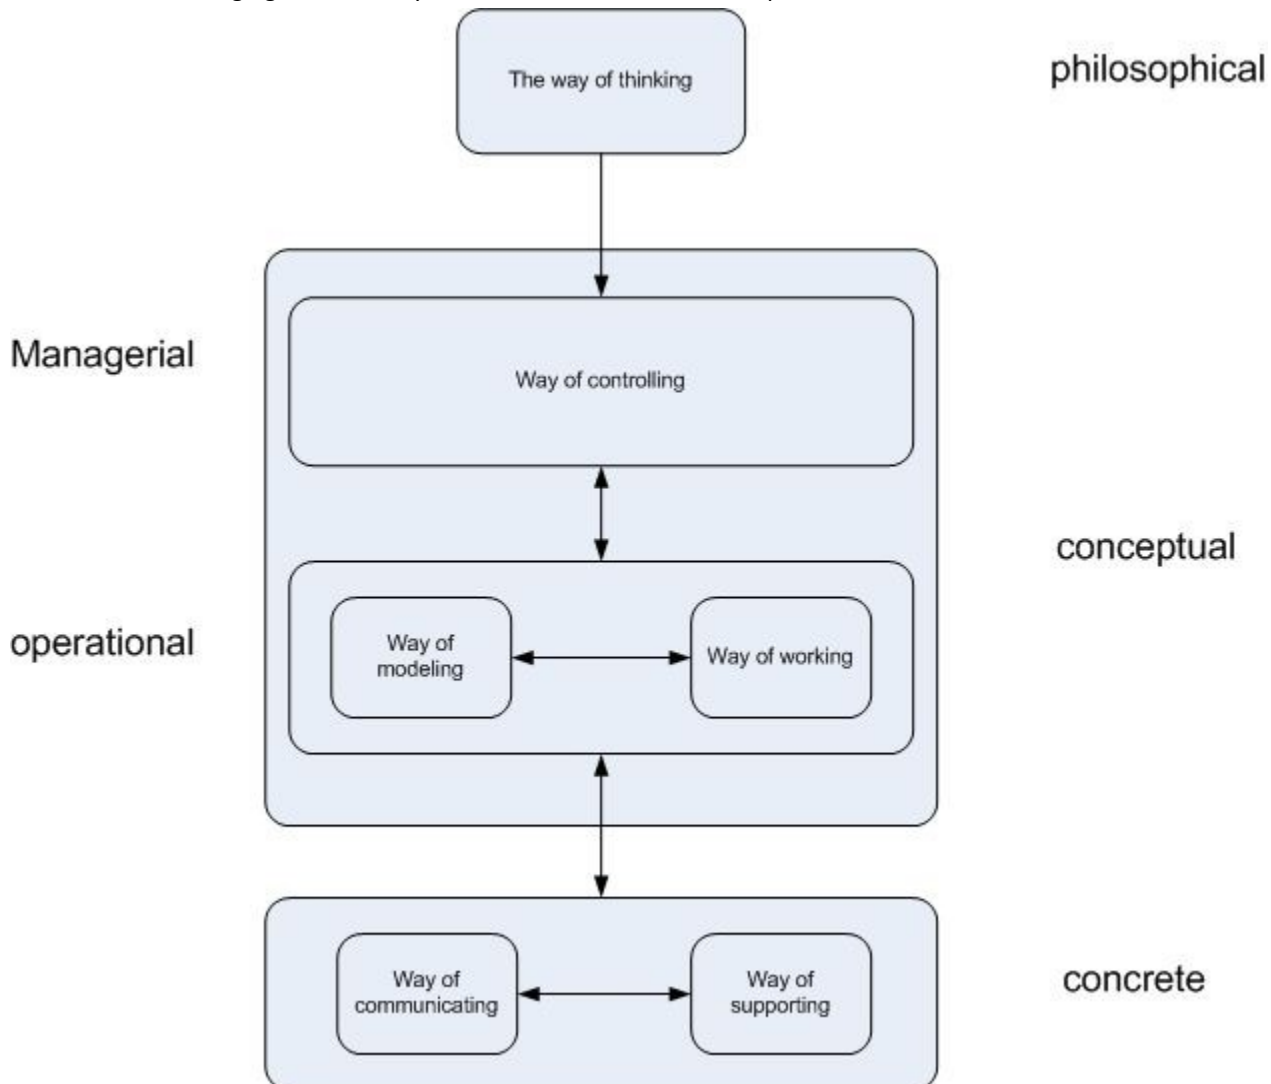 The way of thinking
philosophical
Managerial
Way of controlling
conceptual
operational
Way of
modeling
Way of working
Way of
communicating
Way of
supporting
concrete